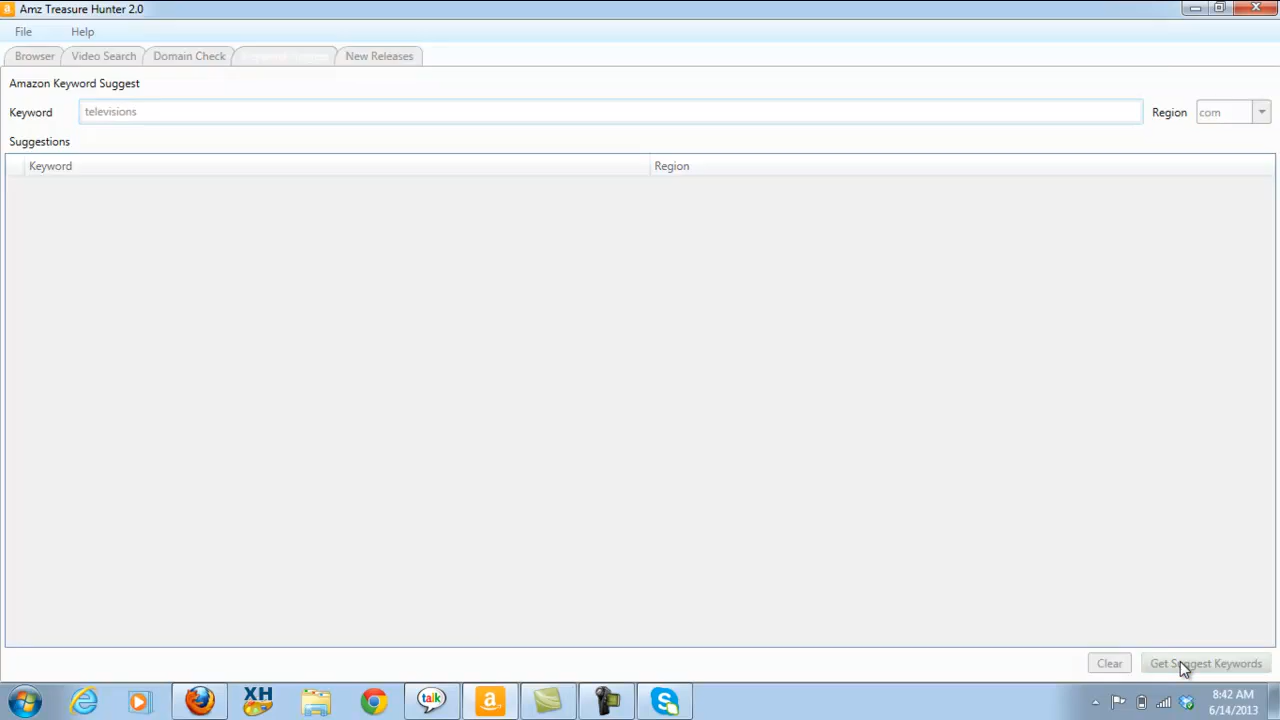 Amz Treasure Hunter 2.0
File Help
Browser Video Search Domain Check New Releases
Amazon Keyword Suggest
Keyword televisions Region com
Suggestions
Keyword Region
Clear Get Suggest Keywords
XH talk
8:42 AM
6/14/2013